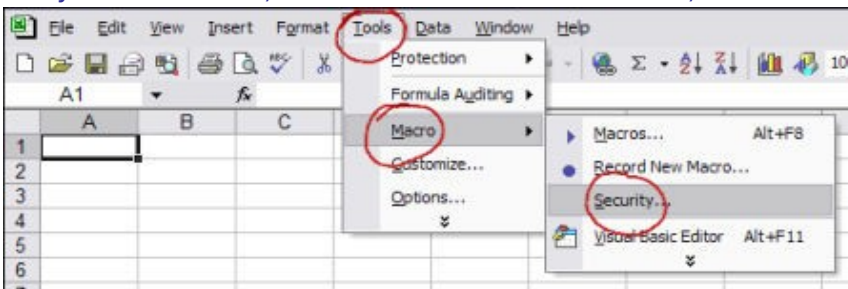 File Edit View Insert Format Tools Data Window Help
10
A1 fx
A B C
Protection
Formula Auditing
Macro
Customize...
Options...
Macros... Alt+F8
Record New Macro...
Security...
Visual Basic Editor Alt+F11
1
2
3
4
5
6